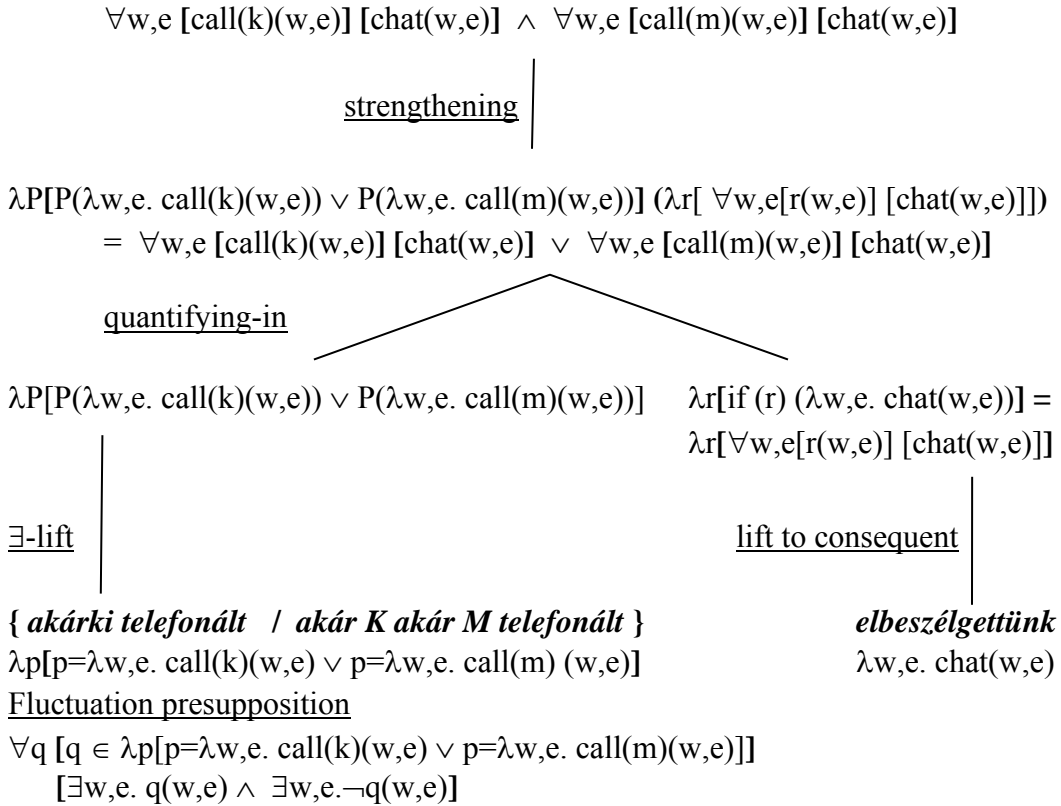 ∀w,e [call(k)(w,e)] [chat(w,e)] ∧ ∀w,e [call(m)(w,e)] [chat(w,e)]
strengthening
λP[P(λw,e. call(k)(w,e)) ∨ P(λw,e. call(m)(w,e))] (λr[ ∀w,e[r(w,e)] [chat(w,e)]])
= ∀w,e [call(k)(w,e)] [chat(w,e)] ∨ ∀w,e [call(m)(w,e)] [chat(w,e)]
quantifying-in
λP[P(λw,e. call(k)(w,e)) ∨ P(λw,e. call(m)(w,e))] λr[if (r) (λw,e. chat(w,e))] =
λr[∀w,e[r(w,e)] [chat(w,e)]]
∃-lift lift to consequent
{ akárki telefonált / akár K akár M telefonált } elbeszélgettünk
λp[p=λw,e. call(k)(w,e) ∨ p=λw,e. call(m) (w,e)] λw,e. chat(w,e)
Fluctuation presupposition
∀q [q ∈ λp[p=λw,e. call(k)(w,e) ∨ p=λw,e. call(m)(w,e)]]
[∃w,e. q(w,e) ∧ ∃w,e.¬q(w,e)]